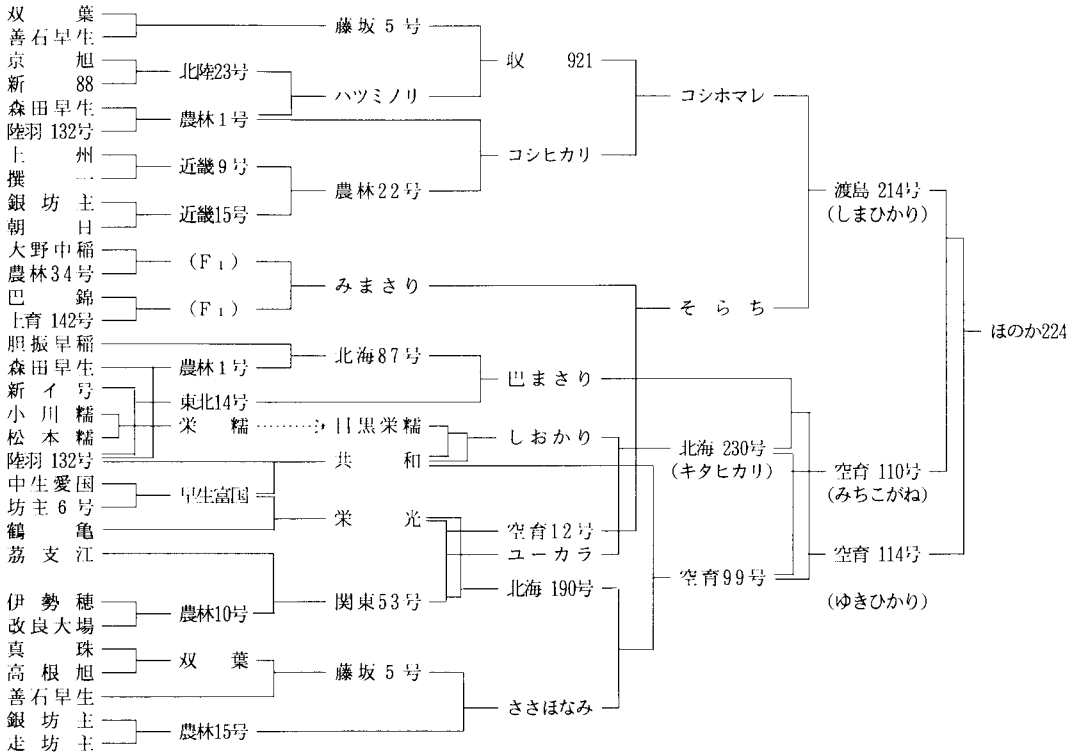 双葉 藤坂5号
善石早生
京旭 北陸23号 収 921
新 88 ハツミノリ コシホマレ
森田早生 農林1号
陸羽132号
上州 近畿9号 コシヒカリ
撰一 農林22号 渡島214号
銀坊主 近畿15号 (しまひかり)
朝日
大野中稲 (F1)
農林34号 みまさり
巴錦 (F1) そらち
上育142号 ほのか224
胆振早稲 北海87号
森田早生 農林1号 巴まさり
新イ号 東北14号
小川糯
松本糯 栄糯 目黒栄糯 しおかり 北海230号
陸羽132号 共和 (キタヒカリ) 空育110号
中生愛国 早生富国 (みちこがね)
坊主6号
鶴亀 栄光 空育12号
茘支江 ユーカラ 空育114号
空育99号
伊勢穂 農林10号 関東53号 北海190号 (ゆきひかり)
改良大場
真珠 双葉
高根旭 藤坂5号
善石早生 ささほなみ
銀坊主 農林15号
走坊主